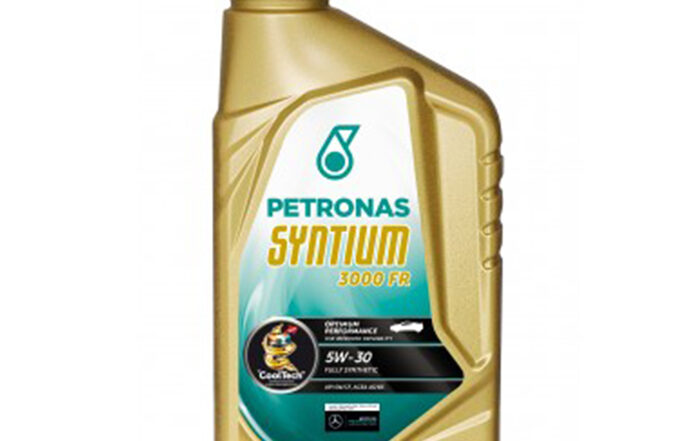 PETRONAS
SYNTIUM
3000 FR
OPTIMUM
PERFORMANCE
5W-30
FULLY SYNTHETIC
CoolTech